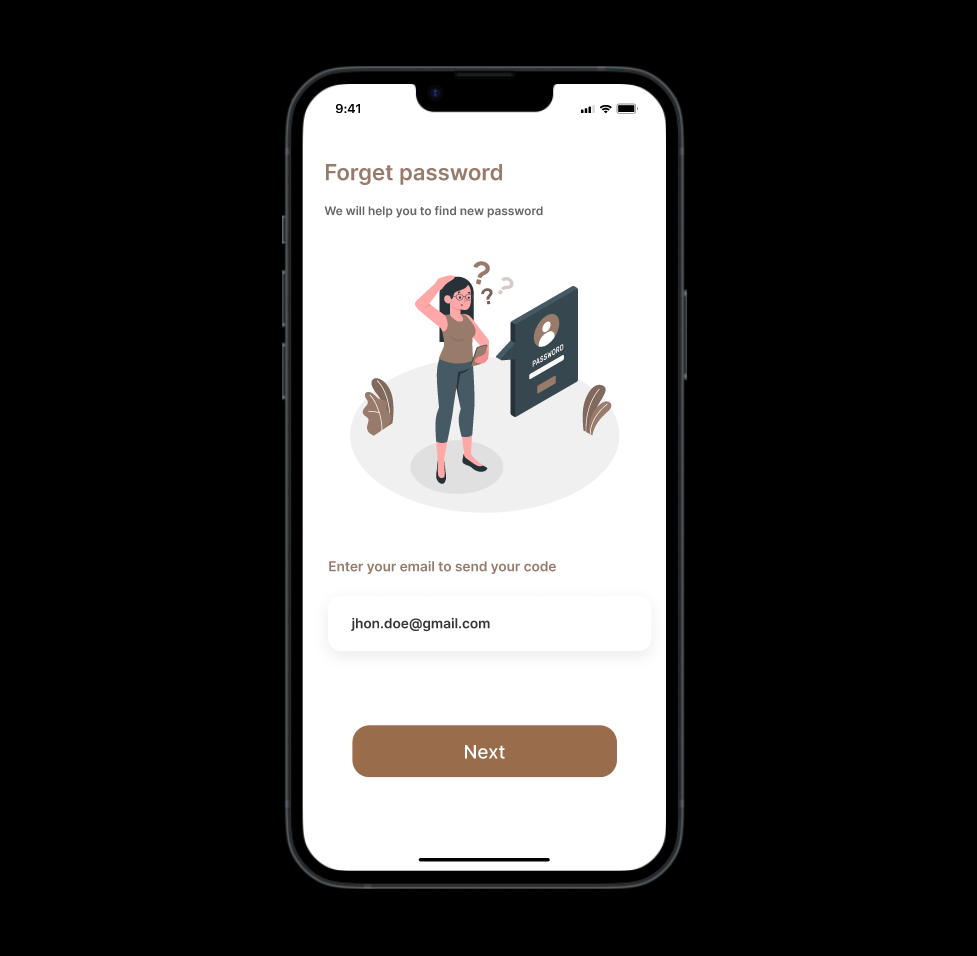 9:41
Forget password
We will help you to find new password
? ? ?
PASSWORD
Enter your email to send your code
jhon.doe@gmail.com
Next